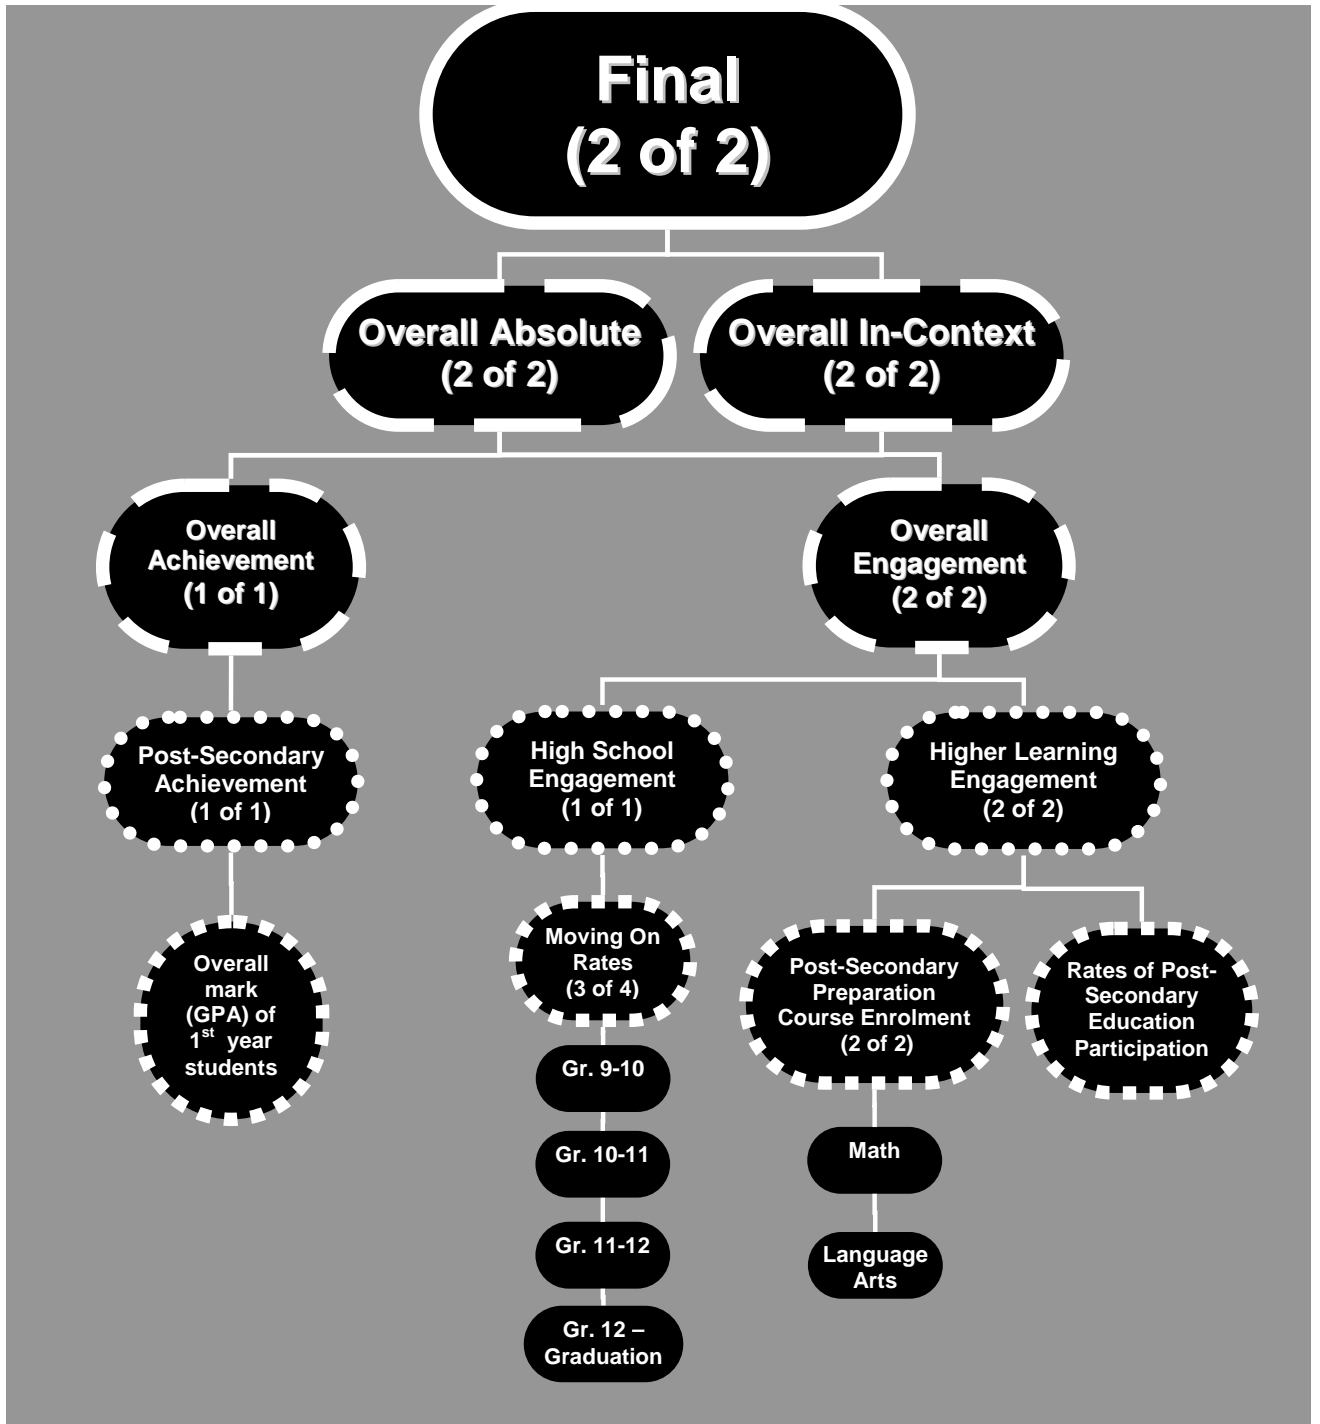 Final
(2 of 2)
Overall Absolute
(2 of 2)
Overall In-Context
(2 of 2)
Overall
Achievement
(1 of 1)
Overall
Engagement
(2 of 2)
Post-Secondary
Achievement
(1 of 1)
High School
Engagement
(1 of 1)
Higher Learning
Engagement
(2 of 2)
Overall
mark
(GPA) of
1st year
students
Moving On
Rates
(3 of 4)
Post-Secondary
Preparation
Course Enrolment
(2 of 2)
Rates of Post-
Secondary
Education
Participation
Gr. 9-10
Gr. 10-11
Gr. 11-12
Gr. 12 –
Graduation
Math
Language
Arts